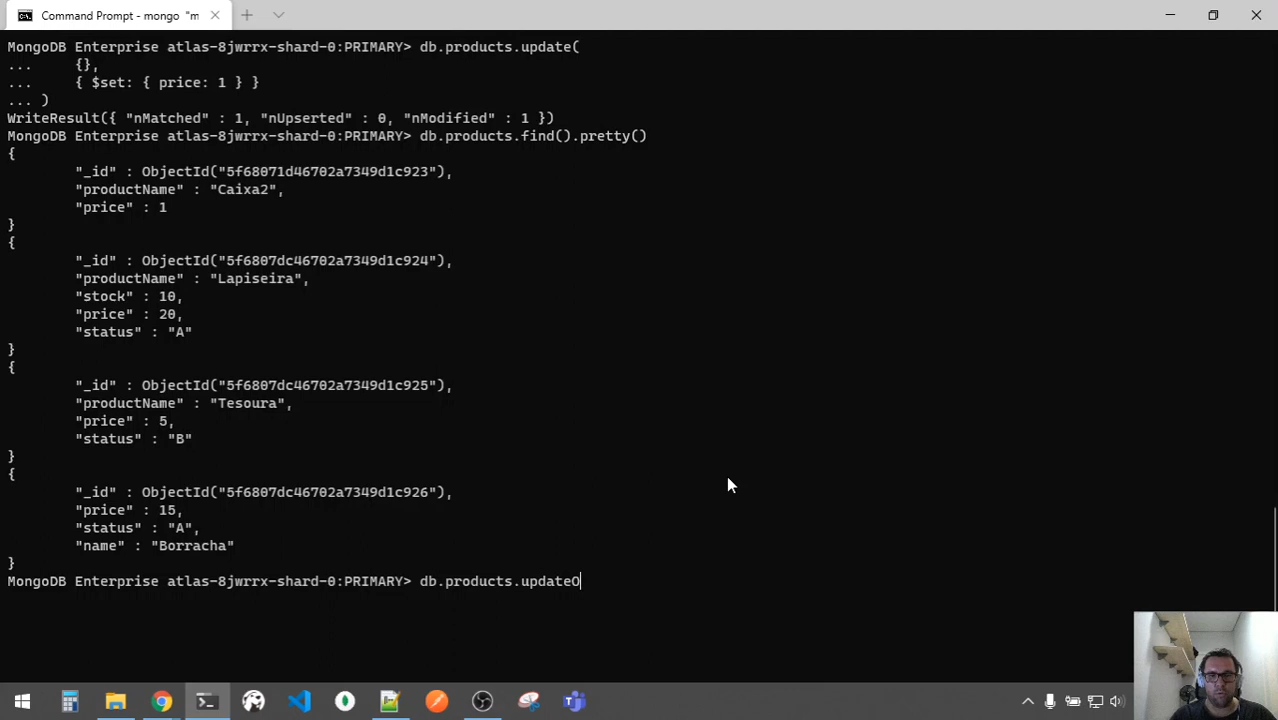 Command Prompt - mongo "m
MongoDB Enterprise atlas-8jwrrx-shard-0:PRIMARY> db.products.update(
...     {},
...     { $set: { price: 1 } }
... )
WriteResult({ "nMatched" : 1, "nUpserted" : 0, "nModified" : 1 })
MongoDB Enterprise atlas-8jwrrx-shard-0:PRIMARY> db.products.find().pretty()
{
        "_id" : ObjectId("5f68071d46702a7349d1c923"),
        "productName" : "Caixa2",
        "price" : 1
}
{
        "_id" : ObjectId("5f6807dc46702a7349d1c924"),
        "productName" : "Lapiseira",
        "stock" : 10,
        "price" : 20,
        "status" : "A"
}
{
        "_id" : ObjectId("5f6807dc46702a7349d1c925"),
        "productName" : "Tesoura",
        "price" : 5,
        "status" : "B"
}
{
        "_id" : ObjectId("5f6807dc46702a7349d1c926"),
        "price" : 15,
        "status" : "A",
        "name" : "Borracha"
}
MongoDB Enterprise atlas-8jwrrx-shard-0:PRIMARY> db.products.updateO